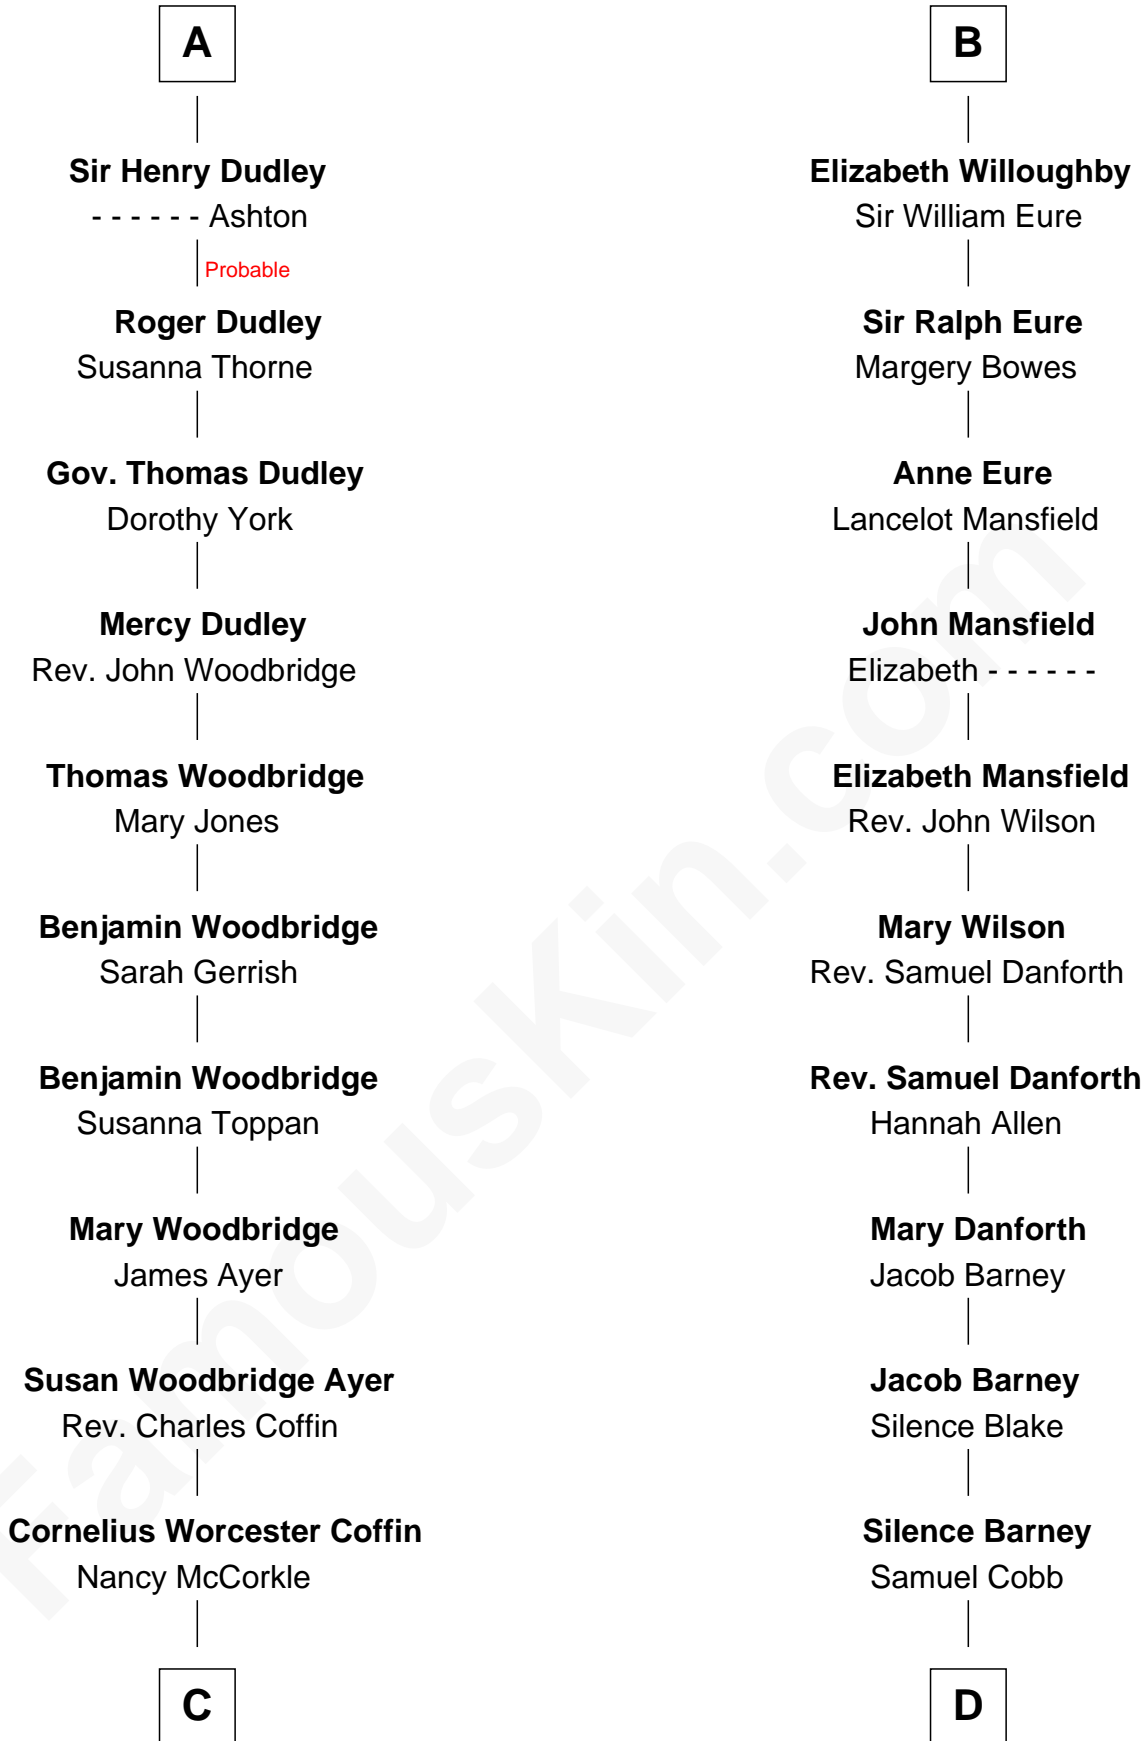 A
Sir Henry Dudley
- - - - - - Ashton
Probable
Roger Dudley
Susanna Thorne
Gov. Thomas Dudley
Dorothy York
Mercy Dudley
Rev. John Woodbridge
Thomas Woodbridge
Mary Jones
Benjamin Woodbridge
Sarah Gerrish
Benjamin Woodbridge
Susanna Toppan
Mary Woodbridge
James Ayer
Susan Woodbridge Ayer
Rev. Charles Coffin
Cornelius Worcester Coffin
Nancy McCorkle
C
B
Elizabeth Willoughby
Sir William Eure
Sir Ralph Eure
Margery Bowes
Anne Eure
Lancelot Mansfield
John Mansfield
Elizabeth - - - - - -
Elizabeth Mansfield
Rev. John Wilson
Mary Wilson
Rev. Samuel Danforth
Rev. Samuel Danforth
Hannah Allen
Mary Danforth
Jacob Barney
Jacob Barney
Silence Blake
Silence Barney
Samuel Cobb
D
FamousKin.com